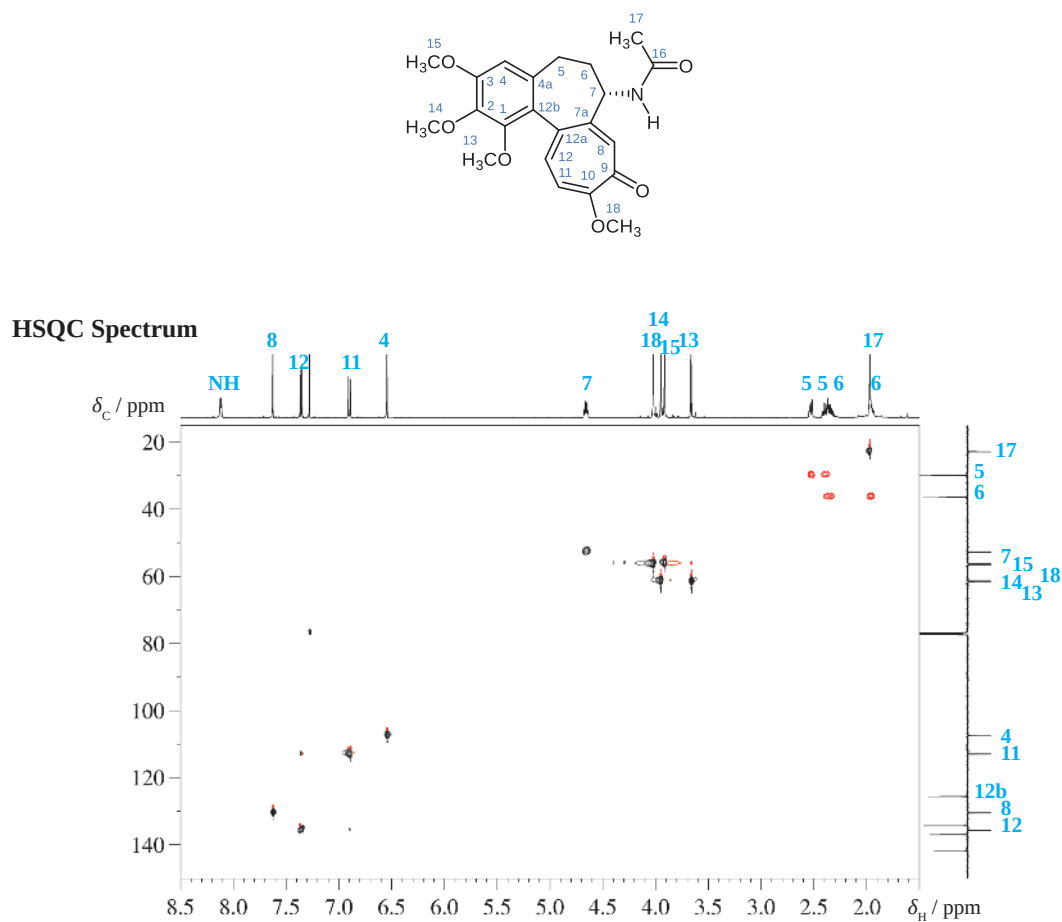 17
H3C
15
16
H3CO
O
5
6
3
4
4a
7
N
14
2
1
12b
7a
H
H3CO
13
12a
8
H3C
O
12
9
11
10
O
18
OCH3
HSQC Spectrum
14
8
12
11
4
18
15
13
17
NH
7
5
5
6
6
δC / ppm
20
40
60
80
100
120
140
17
5
6
7
15
18
14
13
4
11
12b
8
12
8.5 8.0 7.5 7.0 6.5 6.0 5.5 5.0 4.5 4.0 3.5 3.0 2.5 2.0 δH / ppm